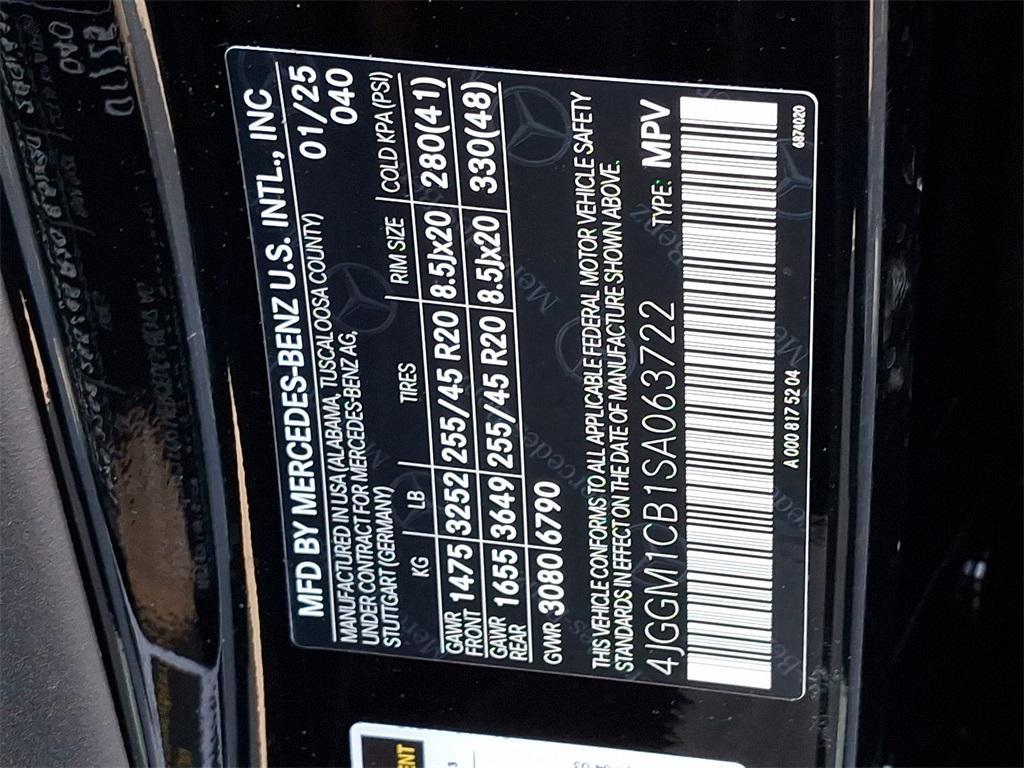 MFD BY MERCEDES-BENZ U.S. INTL., INC
MANUFACTURED IN USA (ALABAMA, TUSCALOOSA COUNTY) 01/25
UNDER CONTRACT FOR MERCEDES-BENZ AG, 040
STUTTGART (GERMANY)
KG LB TIRES RIM SIZE COLD KPA (PSI)
GAWR FRONT 1475 3252 255/45 R20 8.5Jx20 280(41)
GAWR REAR 1655 3649 255/45 R20 8.5Jx20 330(48)
GVWR 3080 6790
THIS VEHICLE CONFORMS TO ALL APPLICABLE FEDERAL MOTOR VEHICLE SAFETY
STANDARDS IN EFFECT ON THE DATE OF MANUFACTURE SHOWN ABOVE.
4JGGM1CB1SA063722 TYPE: MPV
A 000 817 52 04 6874020